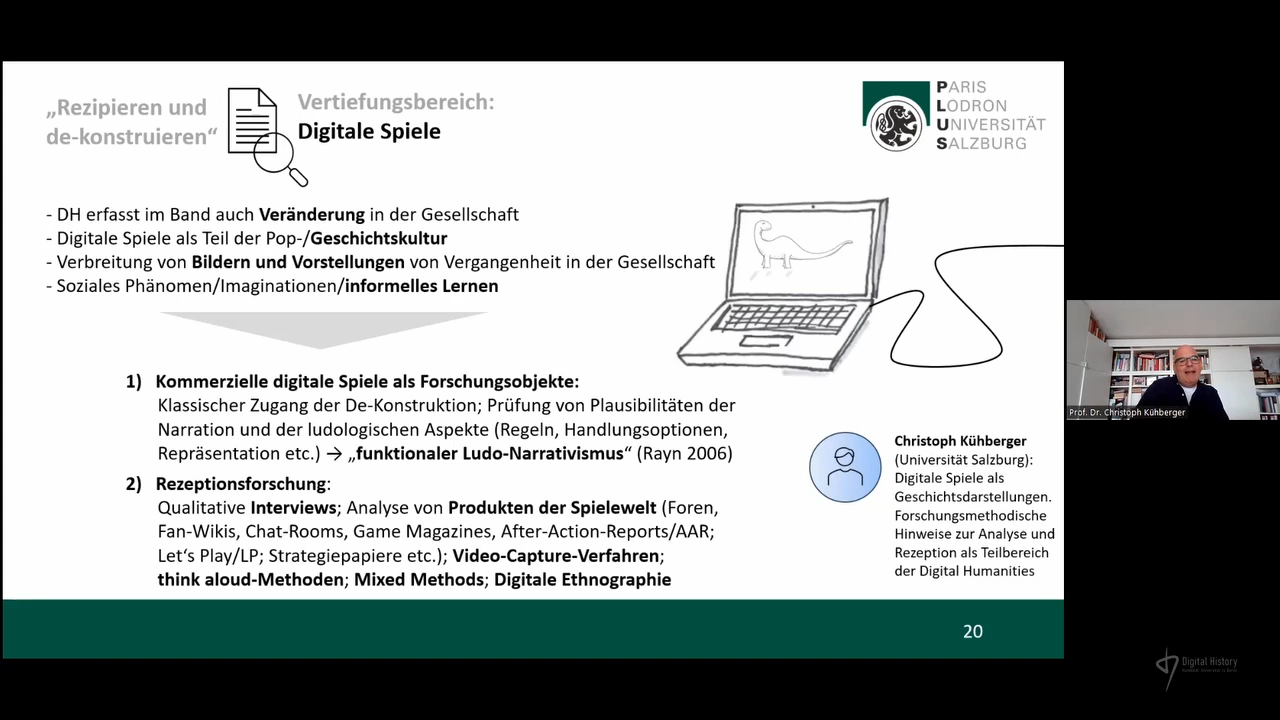 „Rezipieren und
de-konstruieren“
Vertiefungsbereich:
Digitale Spiele
PARIS
LODRON
UNIVERSITÄT
SALZBURG
- DH erfasst im Band auch Veränderung in der Gesellschaft
- Digitale Spiele als Teil der Pop-/Geschichtskultur
- Verbreitung von Bildern und Vorstellungen von Vergangenheit in der Gesellschaft
- Soziales Phänomen/Imaginationen/informelles Lernen
1) Kommerzielle digitale Spiele als Forschungsobjekte:
Klassischer Zugang der De-Konstruktion; Prüfung von Plausibilitäten der
Narration und der ludologischen Aspekte (Regeln, Handlungsoptionen,
Repräsentation etc.) → „funktionaler Ludo-Narrativismus“ (Rayn 2006)
2) Rezeptionsforschung:
Qualitative Interviews; Analyse von Produkten der Spielewelt (Foren,
Fan-Wikis, Chat-Rooms, Game Magazines, After-Action-Reports/AAR;
Let‘s Play/LP; Strategiepapiere etc.); Video-Capture-Verfahren;
think aloud-Methoden; Mixed Methods; Digitale Ethnographie
Christoph Kühberger
(Universität Salzburg):
Digitale Spiele als
Geschichtsdarstellungen.
Forschungsmethodische
Hinweise zur Analyse und
Rezeption als Teilbereich
der Digital Humanities
20
Prof. Dr. Christoph Kühberger
Digital History